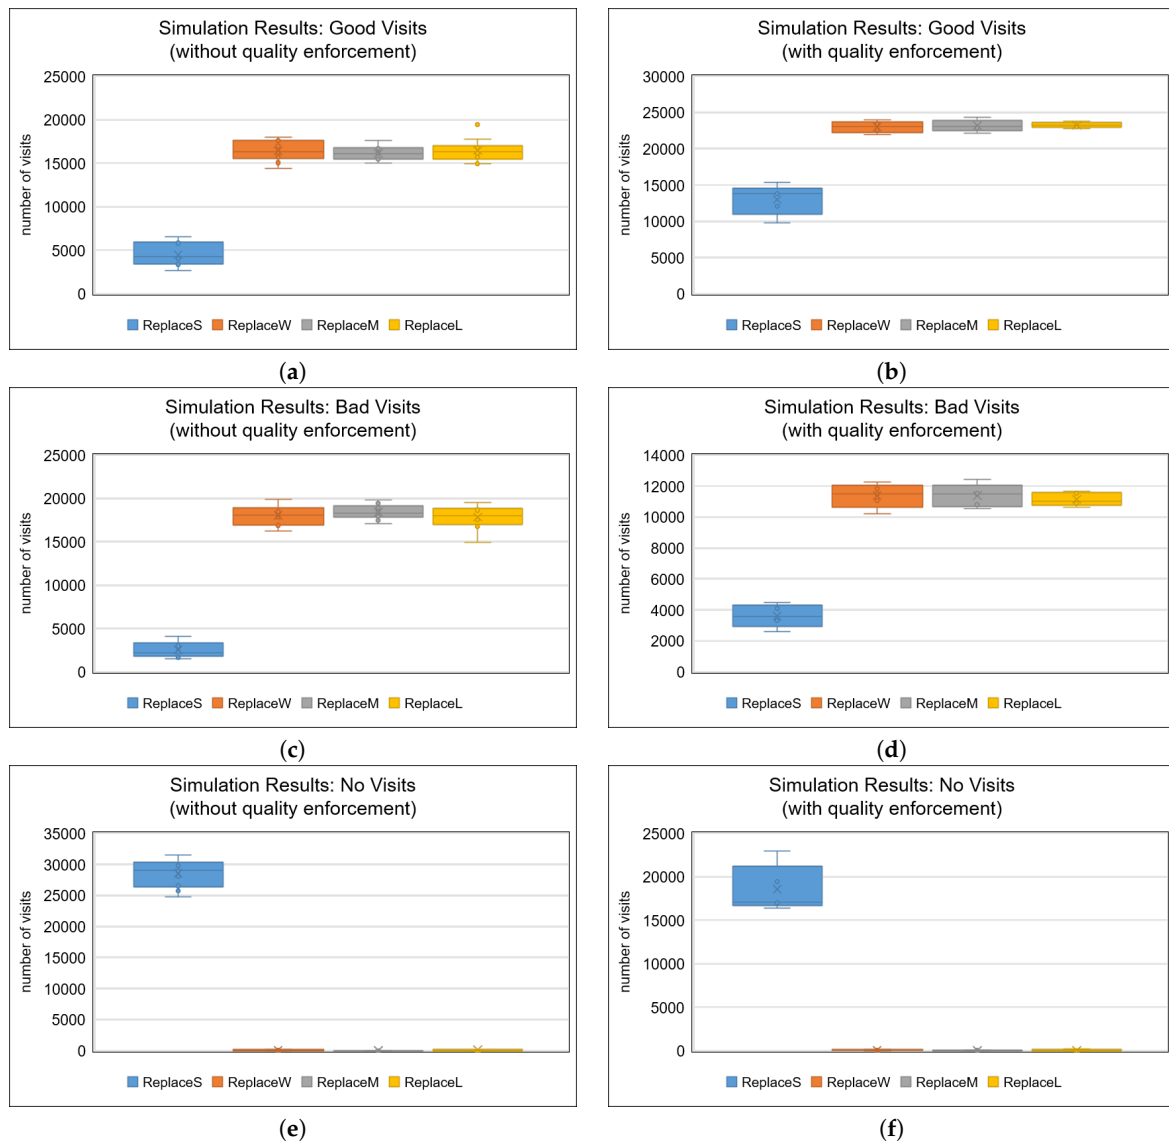 Simulation Results: Good Visits
(without quality enforcement)
25000
20000
15000
10000
5000
0
number of visits
ReplaceS ReplaceW ReplaceM ReplaceL
(a)
Simulation Results: Good Visits
(with quality enforcement)
30000
25000
20000
15000
10000
5000
0
number of visits
ReplaceS ReplaceW ReplaceM ReplaceL
(b)
Simulation Results: Bad Visits
(without quality enforcement)
25000
20000
15000
10000
5000
0
number of visits
ReplaceS ReplaceW ReplaceM ReplaceL
(c)
Simulation Results: Bad Visits
(with quality enforcement)
14000
12000
10000
8000
6000
4000
2000
0
number of visits
ReplaceS ReplaceW ReplaceM ReplaceL
(d)
Simulation Results: No Visits
(without quality enforcement)
35000
30000
25000
20000
15000
10000
5000
0
number of visits
ReplaceS ReplaceW ReplaceM ReplaceL
(e)
Simulation Results: No Visits
(with quality enforcement)
25000
20000
15000
10000
5000
0
number of visits
ReplaceS ReplaceW ReplaceM ReplaceL
(f)